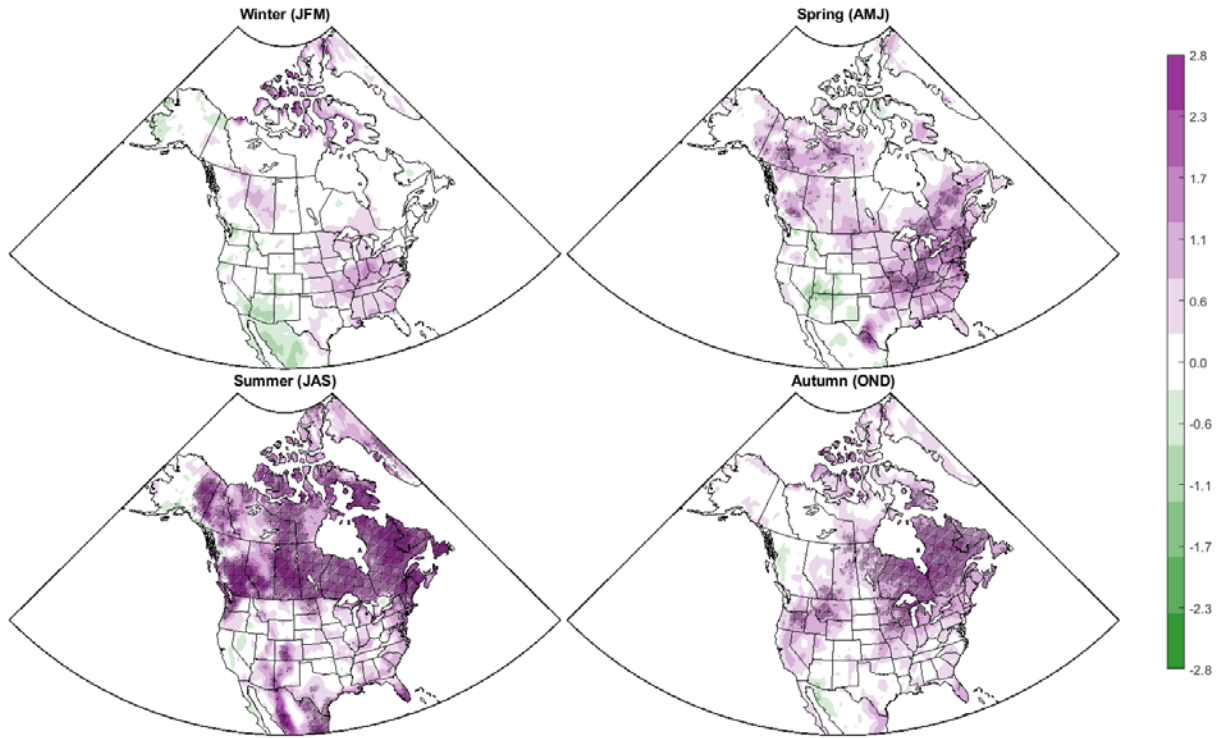 Winter (JFM)
Spring (AMJ)
2.8
2.3
1.7
1.1
0.6
0.0
-0.6
-1.1
-1.7
-2.3
-2.8
Summer (JAS)
Autumn (OND)